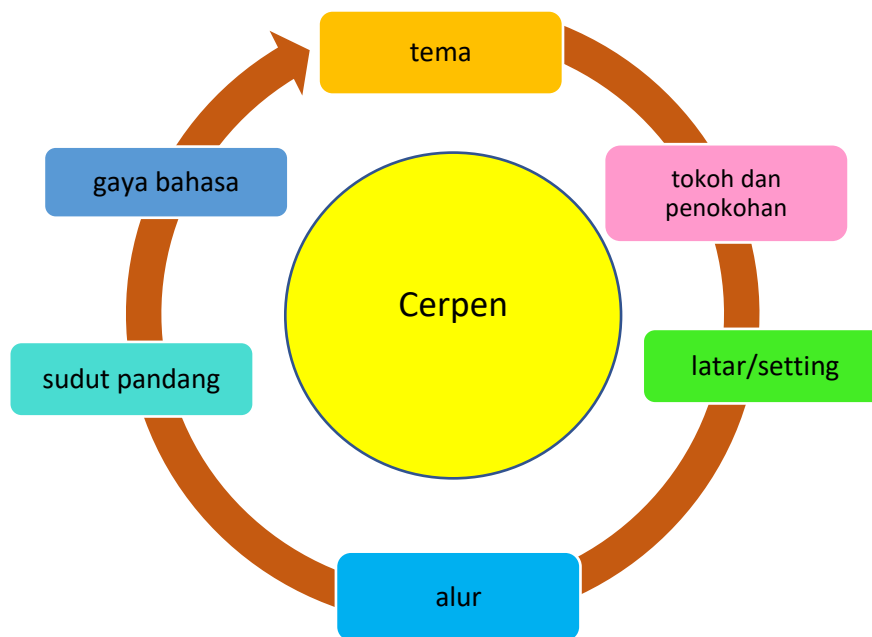 tema
tokoh dan
penokohan
latar/setting
alur
sudut pandang
gaya bahasa
Cerpen